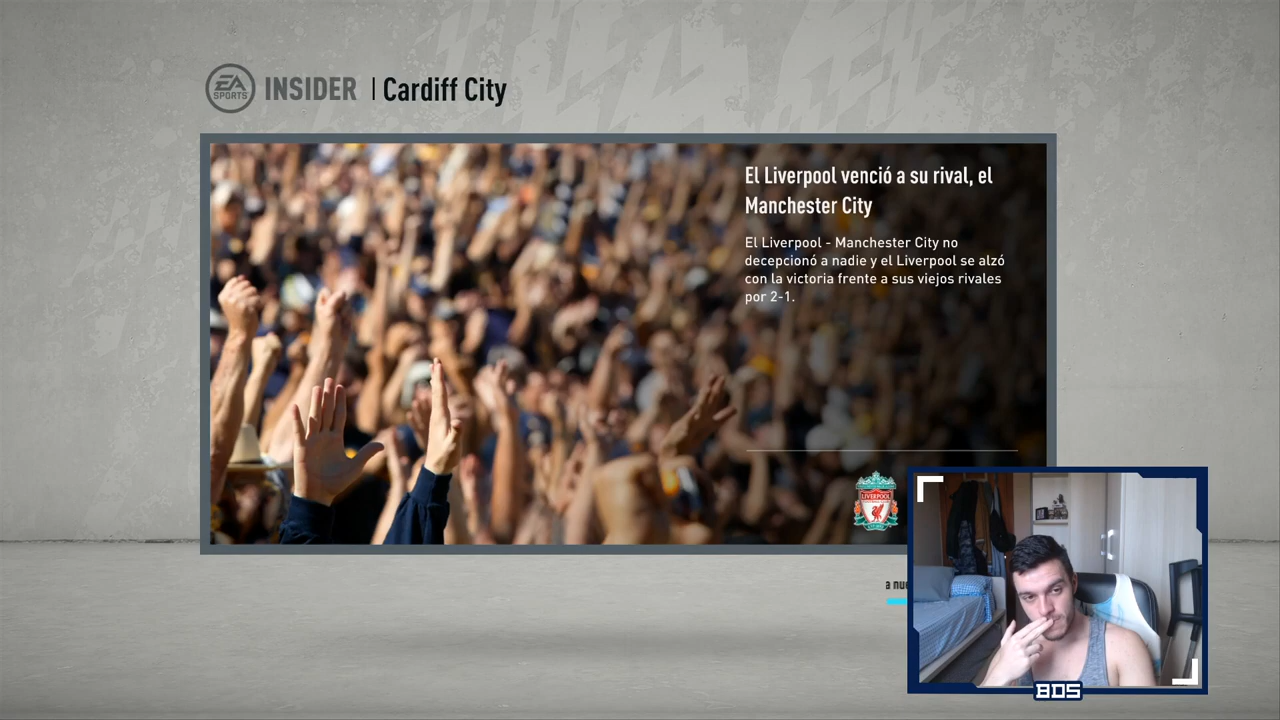 EA
SPORTS
INSIDER | Cardiff City
El Liverpool venció a su rival, el
Manchester City
El Liverpool - Manchester City no
decepcionó a nadie y el Liverpool se alzó
con la victoria frente a sus viejos rivales
por 2-1.
LIVERPOOL
BDS